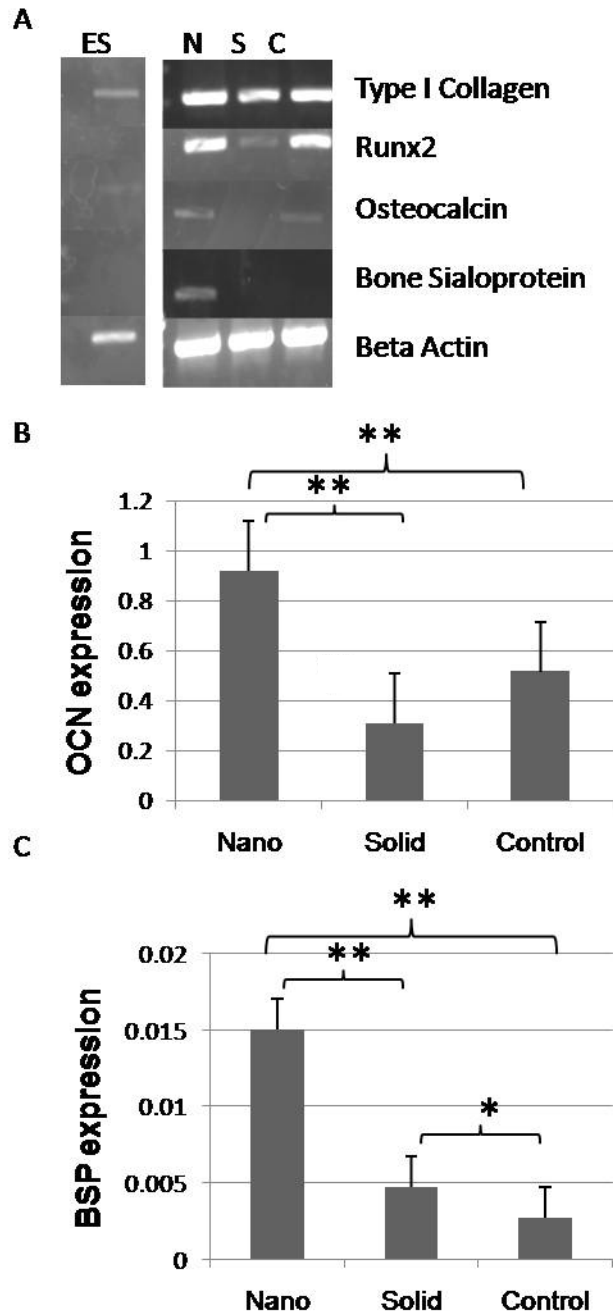 A
ES N S C
Type I Collagen
Runx2
Osteocalcin
Bone Sialoprotein
Beta Actin
B
**
**
OCN expression
1.2
1
0.8
0.6
0.4
0.2
0
Nano Solid Control
C
**
**
*
BSP expression
0.02
0.015
0.01
0.005
0
Nano Solid Control